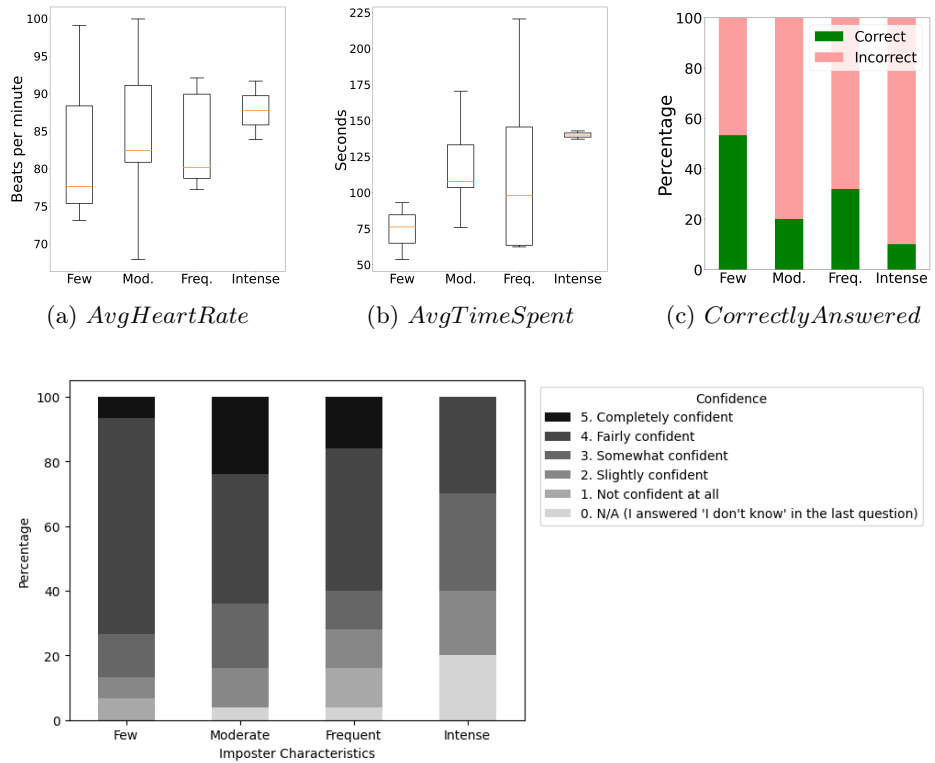 Beats per minute
100
95
90
85
80
75
70
Few Mod. Freq. Intense
(a) AvgHeartRate
Seconds
225
200
175
150
125
100
75
50
Few Mod. Freq. Intense
(b) AvgTimeSpent
Percentage
100
80
60
40
20
0
Correct
Incorrect
Few Mod. Freq. Intense
(c) CorrectlyAnswered
Percentage
100
80
60
40
20
0
Few Moderate Frequent Intense
Imposter Characteristics
Confidence
5. Completely confident
4. Fairly confident
3. Somewhat confident
2. Slightly confident
1. Not confident at all
0. N/A (I answered 'I don't know' in the last question)